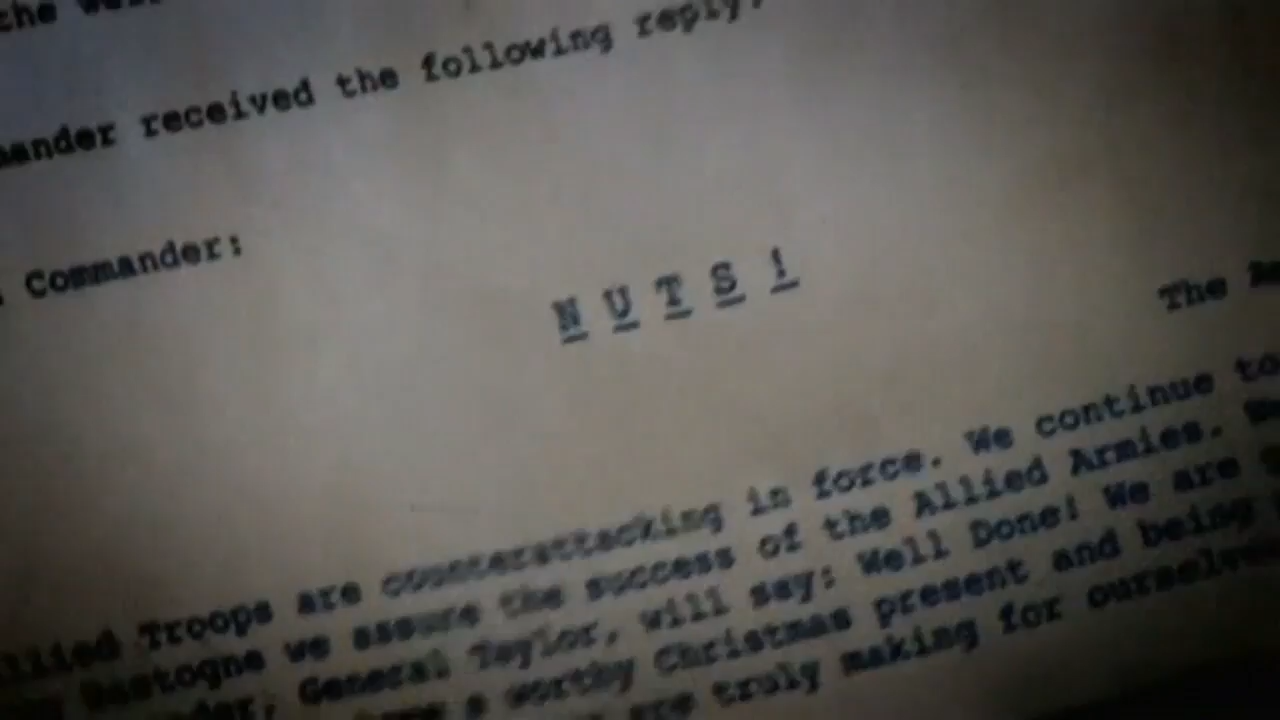 the
mander received the following reply:
Commander:
N U T S !
The
Allied Troops are counterattacking in force. We continue to
Bastogne we assure the success of the Allied Armies.
General Taylor, will say: Well Done! We are
a worthy Christmas present and being
are truly making for ourselve